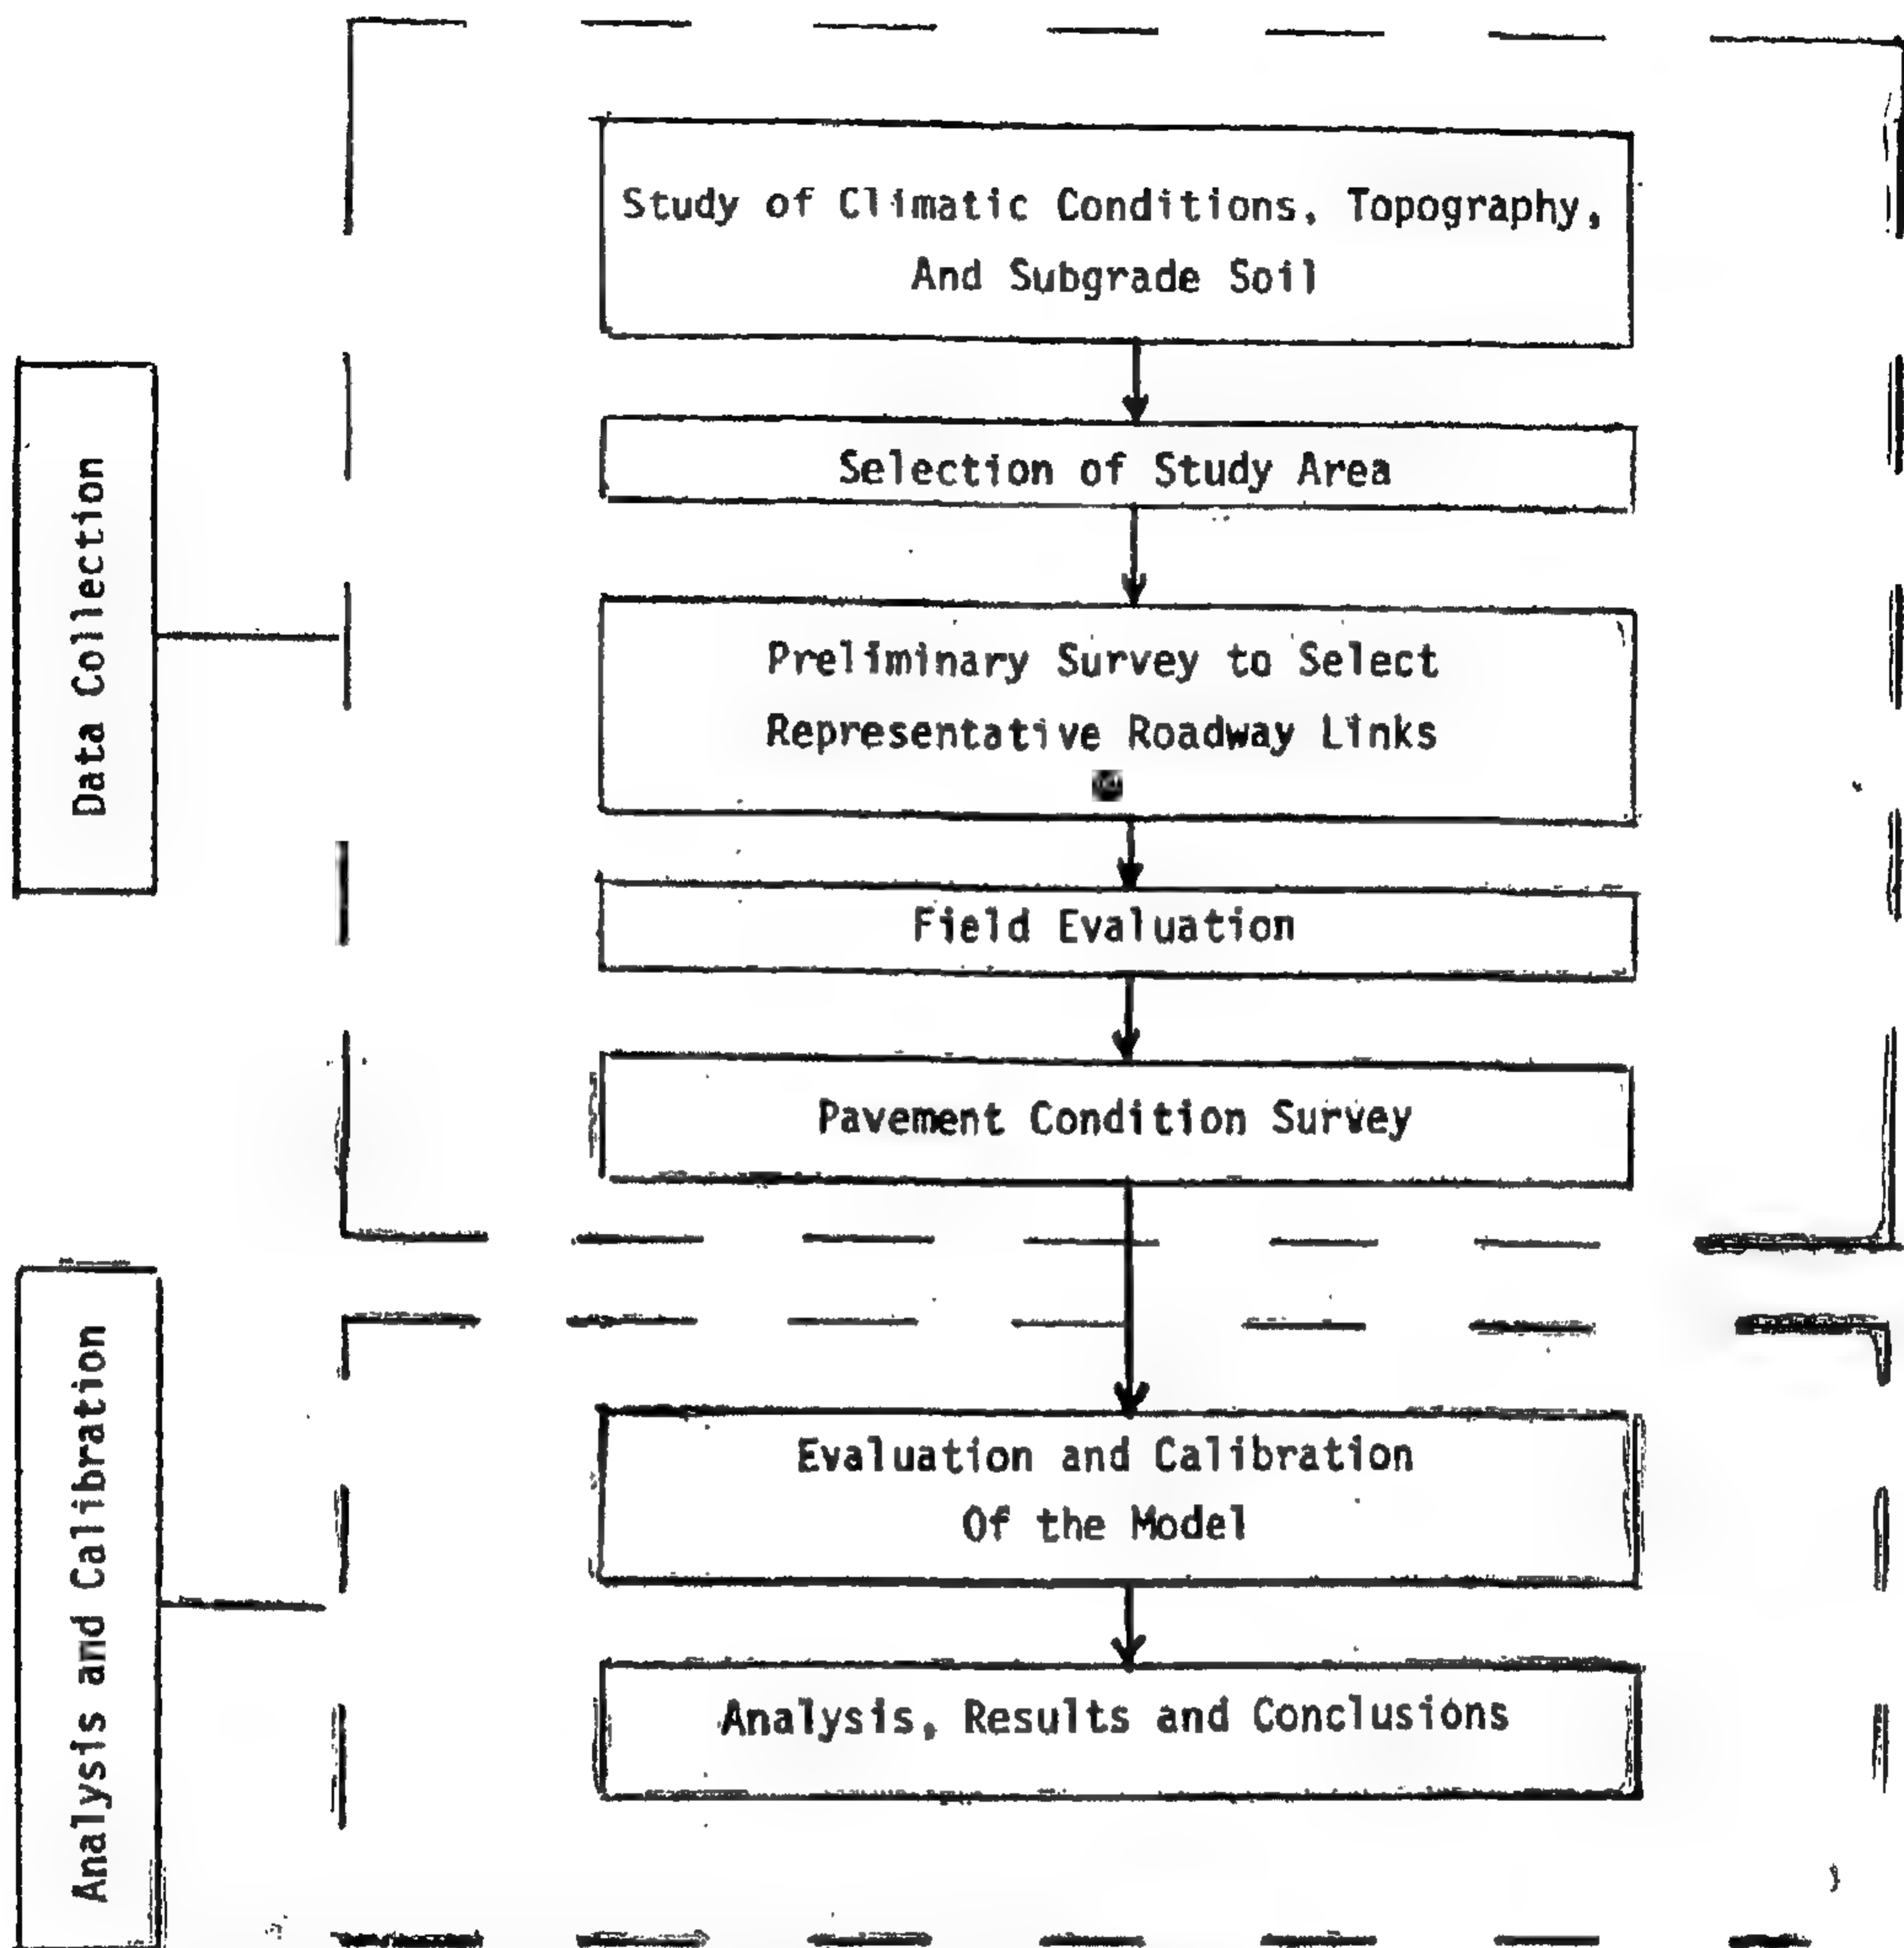 Data Collection
Study of Climatic Conditions, Topography,
And Subgrade Soil
Selection of Study Area
Preliminary Survey to Select
Representative Roadway Links
Field Evaluation
Pavement Condition Survey
Analysis and Calibration
Evaluation and Calibration
Of the Model
Analysis, Results and Conclusions